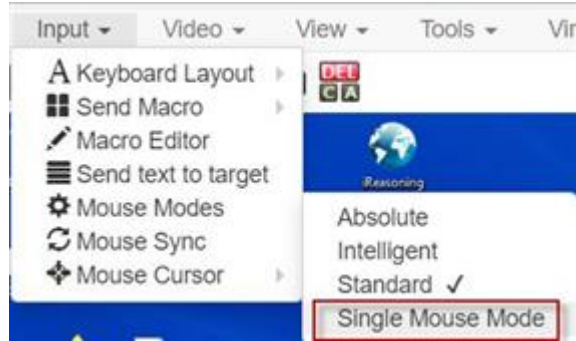 Input Video View Tools Vir
A Keyboard Layout
DEL
C A
Send Macro
Macro Editor
Send text to target
iReasoning
Mouse Modes
Mouse Sync
Mouse Cursor
Absolute
Intelligent
Standard ✓
Single Mouse Mode